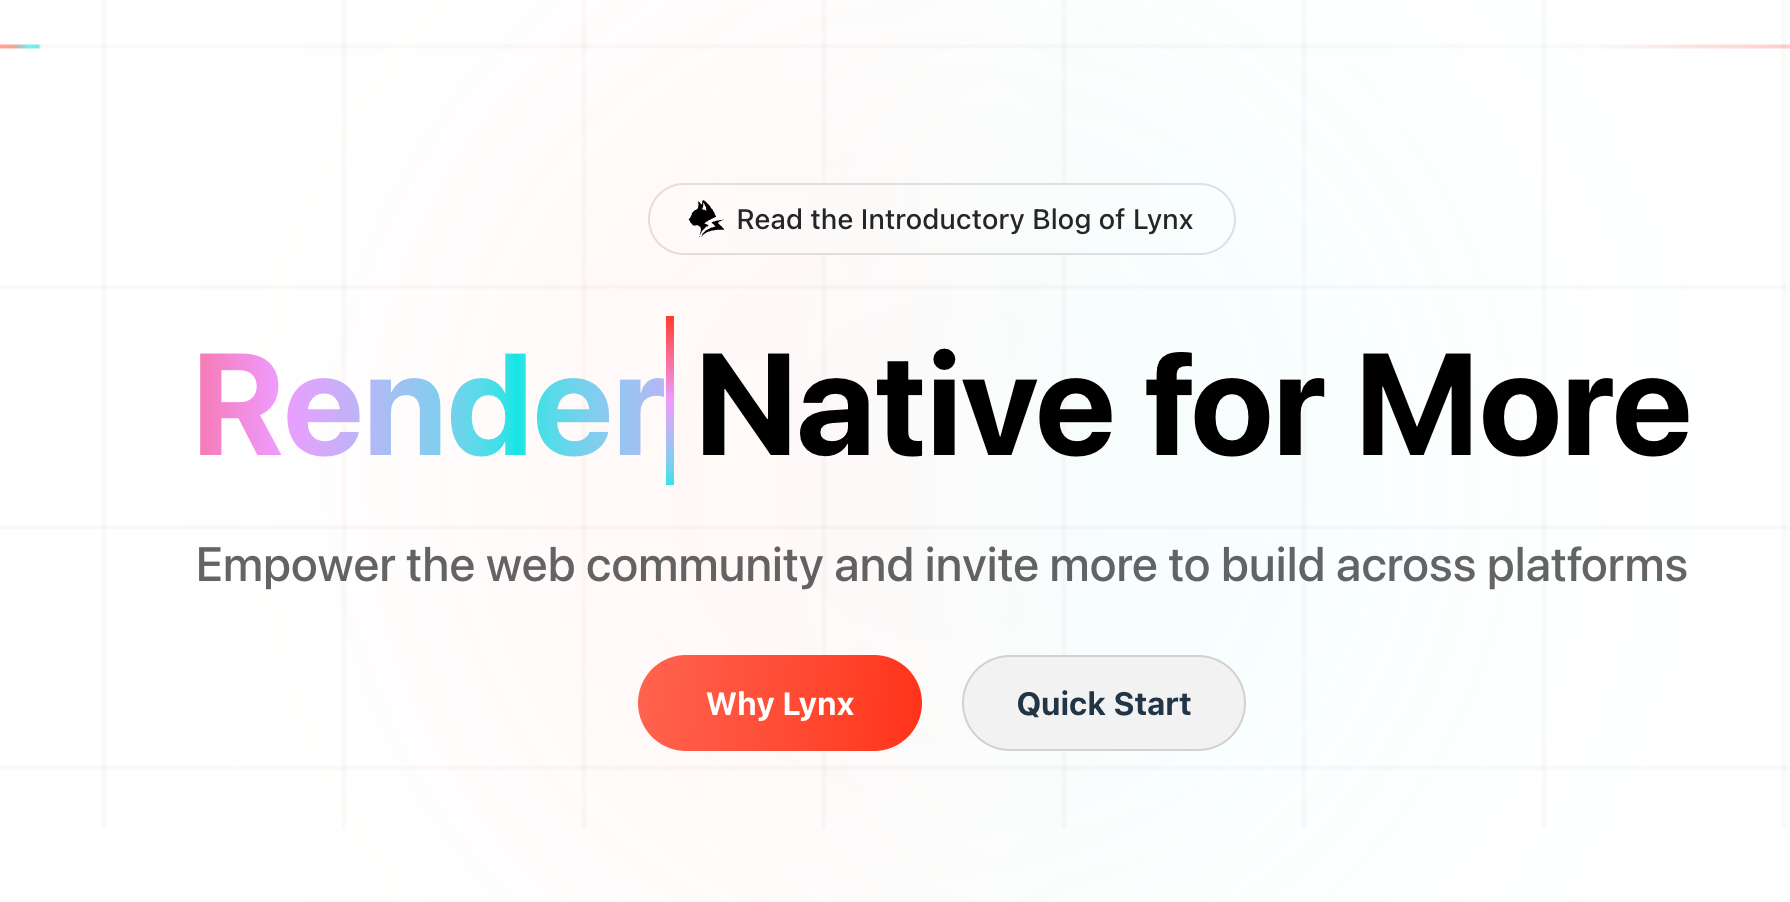 Read the Introductory Blog of Lynx
Render Native for More
Empower the web community and invite more to build across platforms
Why Lynx
Quick Start